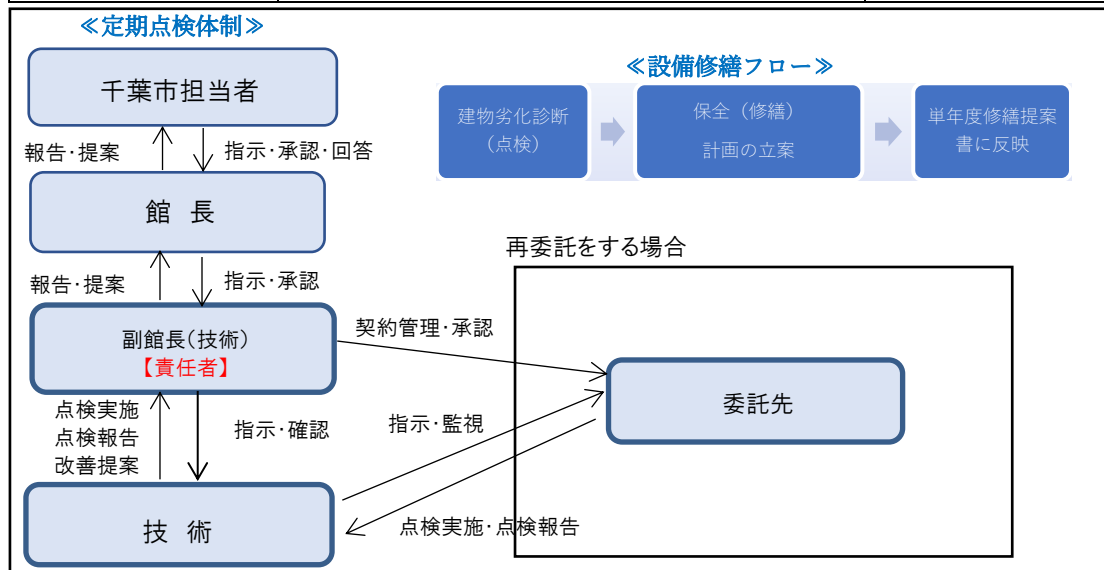 ≪定期点検体制≫
千葉市担当者
報告・提案
指示・承認・回答
館　長
報告・提案
指示・承認
副館長(技術)
【責任者】
点検実施
点検報告
改善提案
指示・確認
技　術
≪設備修繕フロー≫
建物劣化診断
（点検）
保全（修繕）
計画の立案
単年度修繕提案
書に反映
再委託をする場合
契約管理・承認
委託先
指示・監視
点検実施・点検報告